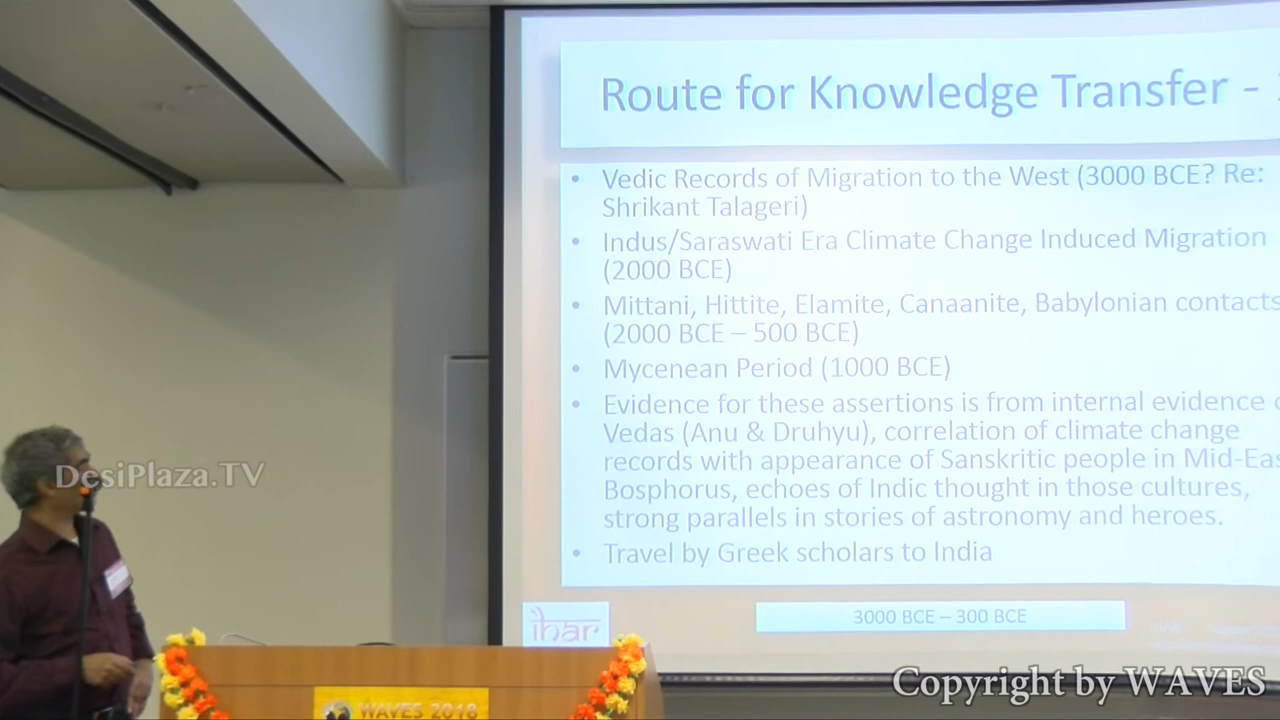 Route for Knowledge Transfer -
• Vedic Records of Migration to the West (3000 BCE? Re:
Shrikant Talageri)
• Indus/Saraswati Era Climate Change Induced Migration
(2000 BCE)
• Mittani, Hittite, Elamite, Canaanite, Babylonian contacts
(2000 BCE – 500 BCE)
• Mycenean Period (1000 BCE)
• Evidence for these assertions is from internal evidence
Vedas (Anu & Druhyu), correlation of climate change
records with appearance of Sanskritic people in Mid-Eas
Bosphorus, echoes of Indic thought in those cultures,
strong parallels in stories of astronomy and heroes.
• Travel by Greek scholars to India
DesiPlaza.TV
ihar
3000 BCE – 300 BCE
Copyright by WAVES
WAVES 2018